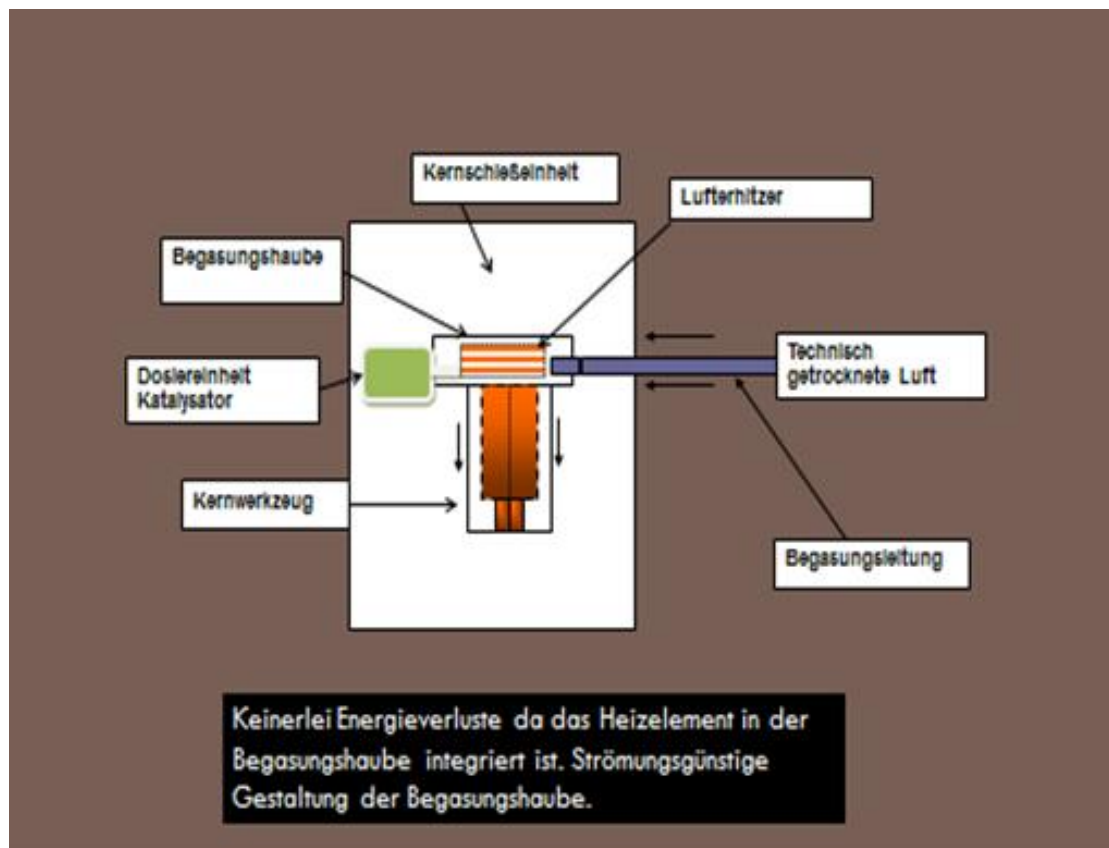 Kernschießeinheit
Lufterhitzer
Begasungshaube
Technisch
getrocknete Luft
Dosiereinheit
Katalysator
Kernwerkzeug
Begasungsleitung
Keinerlei Energieverluste da das Heizelement in der
Begasungshaube integriert ist. Strömungsgünstige
Gestaltung der Begasungshaube.